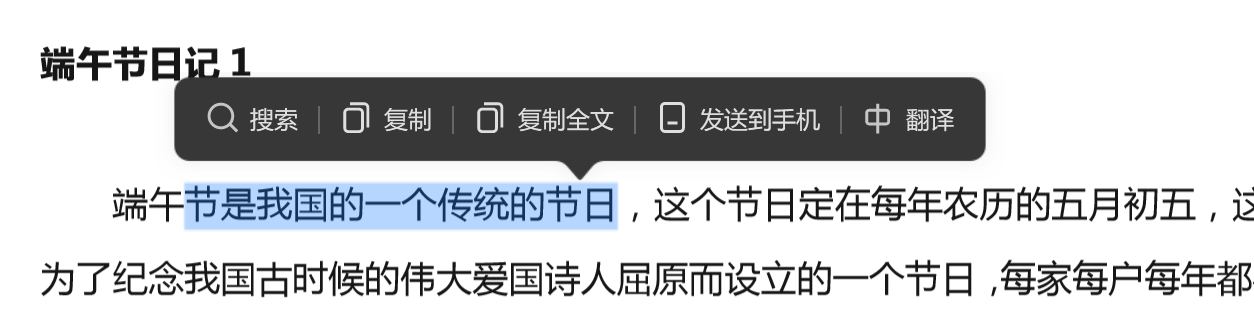 端午节日记 1
搜索 复制 复制全文 发送到手机 翻译
端午节是我国的一个传统的节日，这个节日定在每年农历的五月初五，这
为了纪念我国古时候的伟大爱国诗人屈原而设立的一个节日 ,每家每户每年都